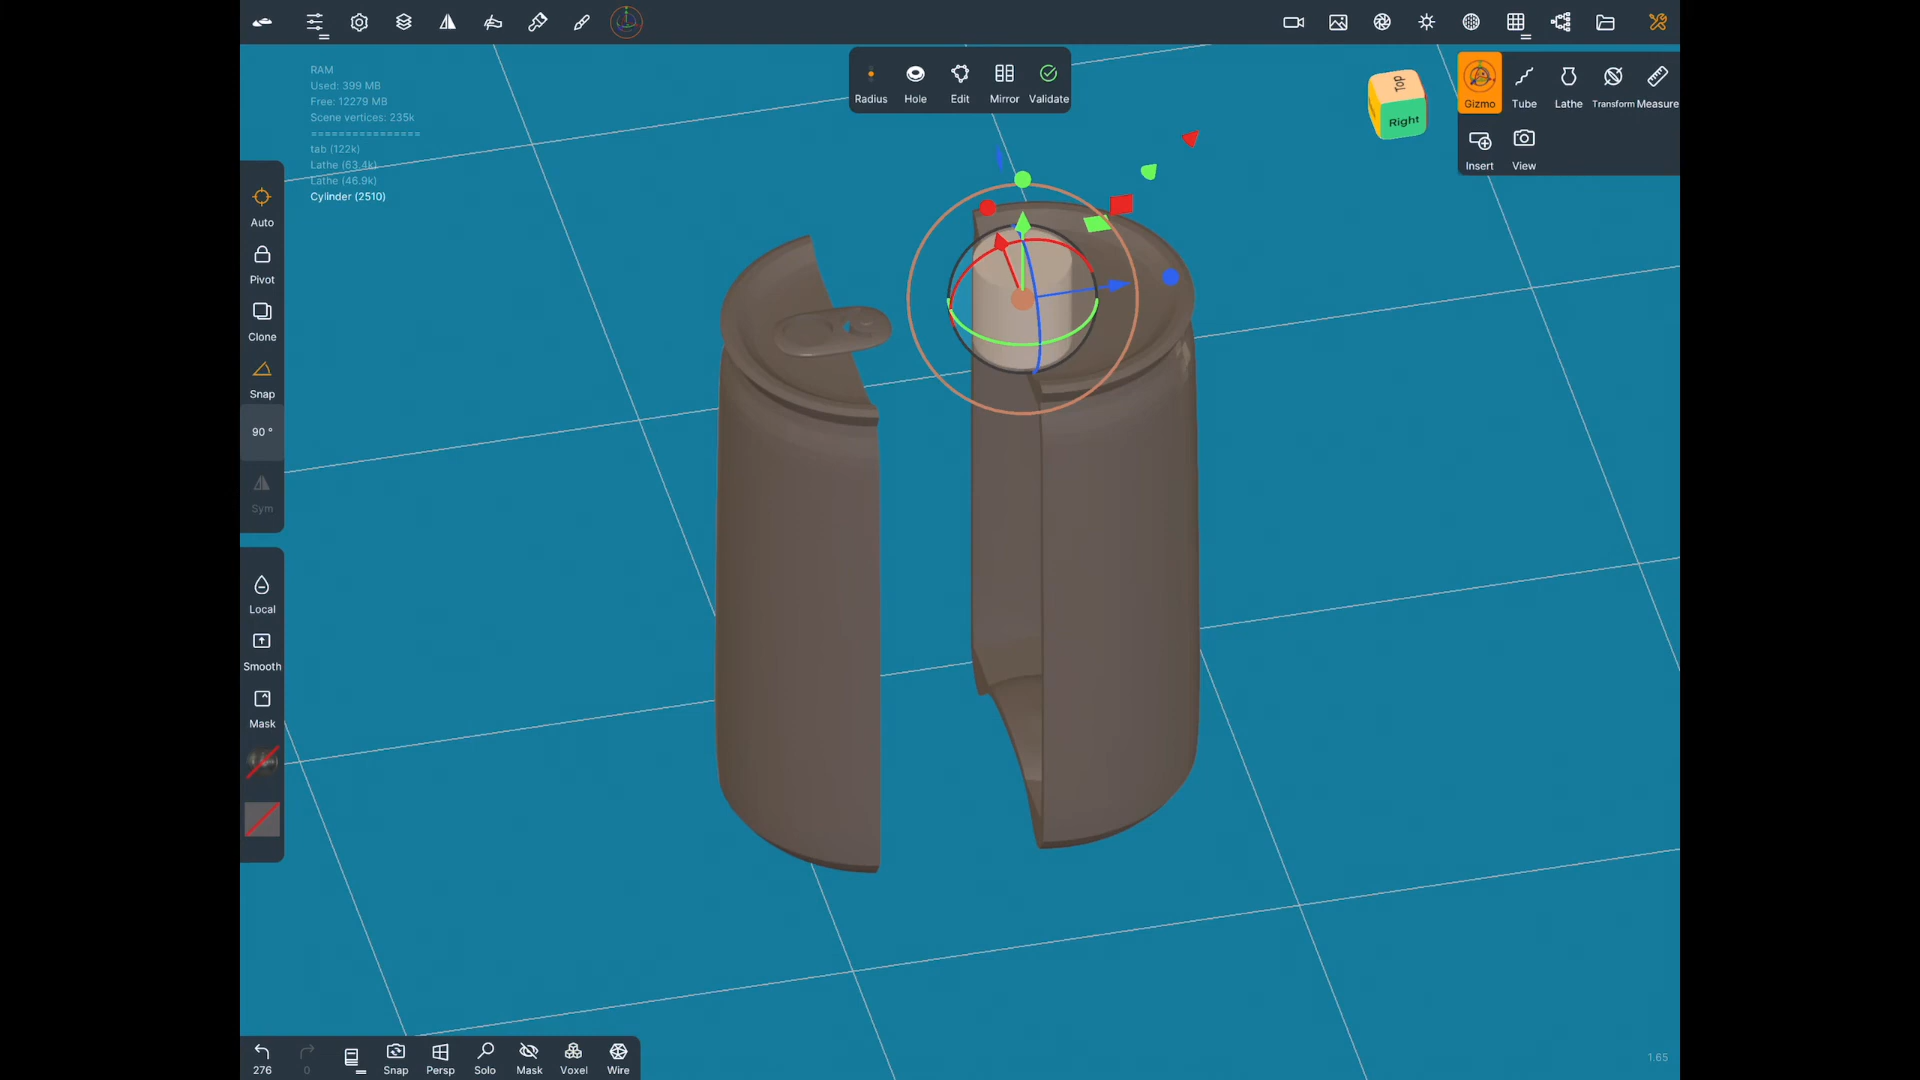 RAM
Used: 399 MB
Free: 12279 MB
Scene vertices: 235k
================
tab (122k)
Lathe (63.4k)
Lathe (46.9k)
Cylinder (2510)
Radius Hole Edit Mirror Validate
Top
Right
Gizmo Tube Lathe Transform Measure
Insert View
Auto
Pivot
Clone
Snap
90 °
Sym
Local
Smooth
Mask
276 0 Snap Persp Solo Mask Voxel Wire
1.65